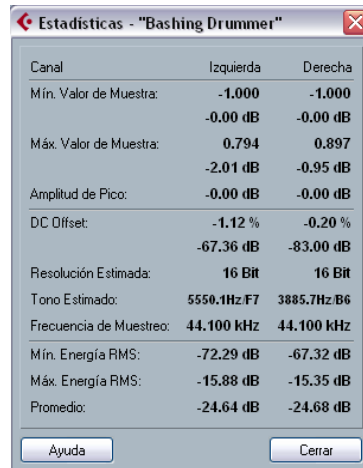 Estadísticas - "Bashing Drummer"
Canal Izquierda Derecha
Mín. Valor de Muestra: -1.000 -1.000
-0.00 dB -0.00 dB
Máx. Valor de Muestra: 0.794 0.897
-2.01 dB -0.95 dB
Amplitud de Pico: -0.00 dB -0.00 dB
DC Offset: -1.12 % -0.20 %
-67.36 dB -83.00 dB
Resolución Estimada: 16 Bit 16 Bit
Tono Estimado: 5550.1Hz/F7 3885.7Hz/B6
Frecuencia de Muestreo: 44.100 kHz 44.100 kHz
Mín. Energía RMS: -72.29 dB -67.32 dB
Máx. Energía RMS: -15.88 dB -15.35 dB
Promedio: -24.64 dB -24.68 dB
Ayuda Cerrar